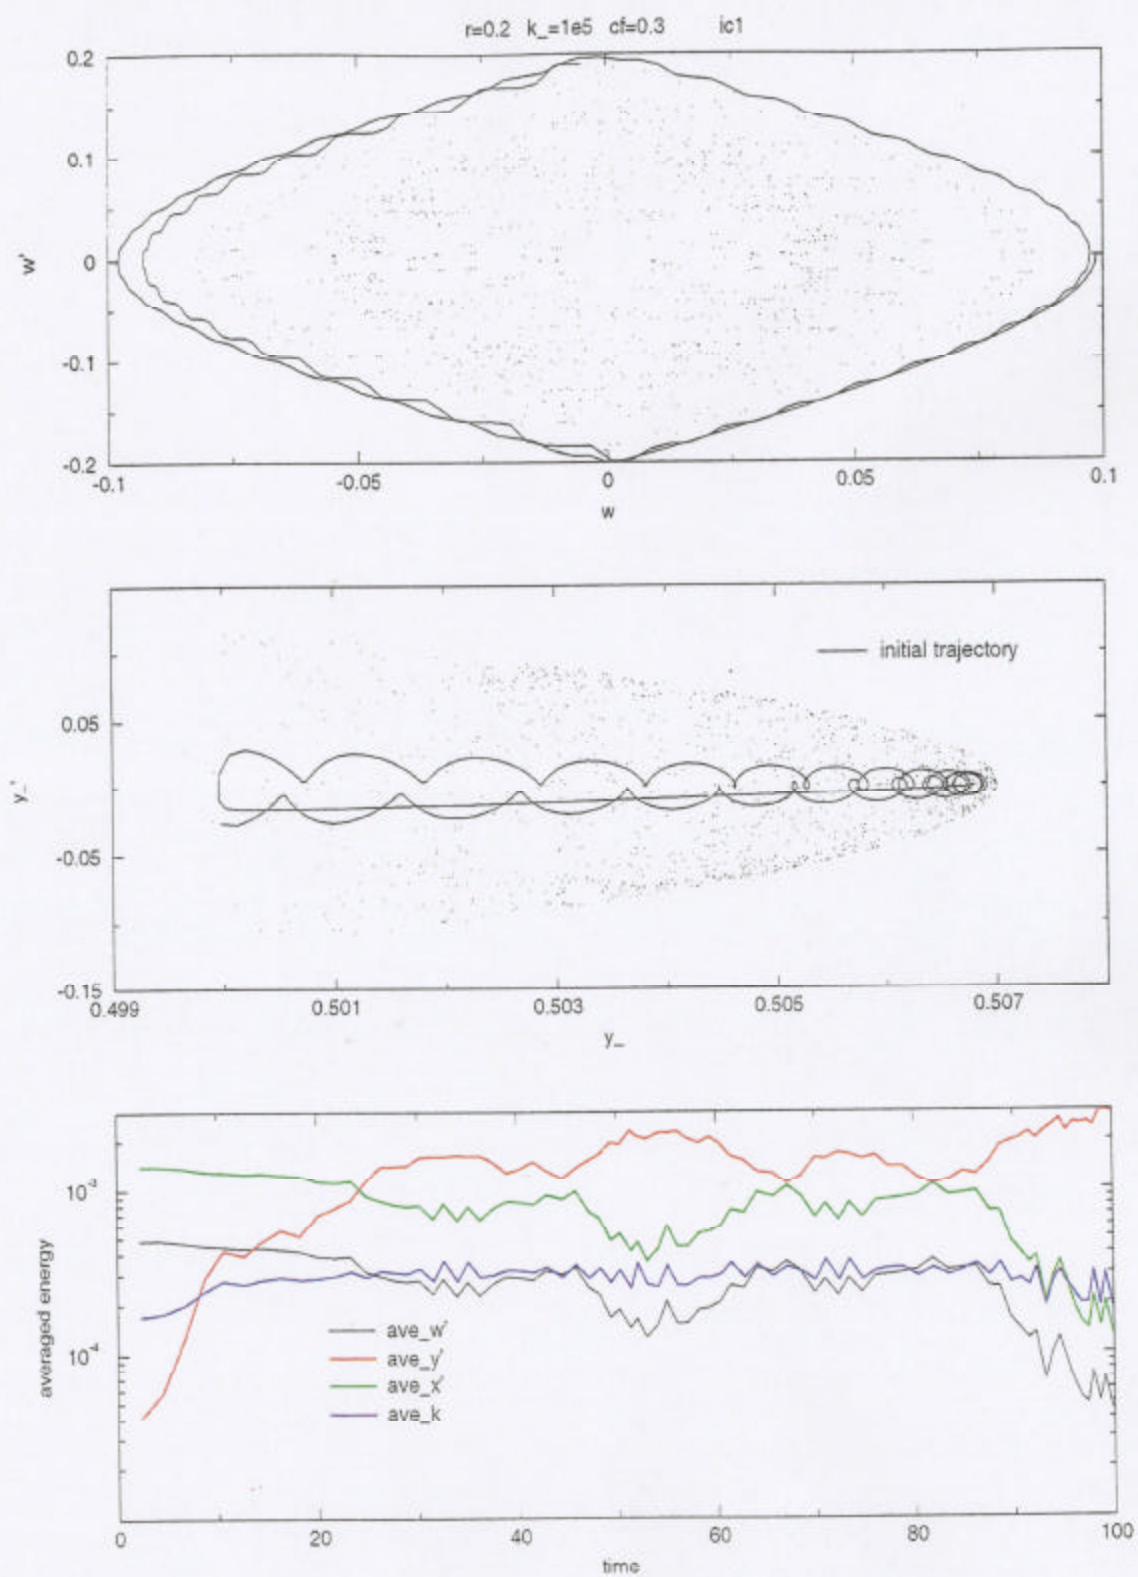 r=0.2 k_=1e5 cf=0.3 ic1
0.2
0.1
0
-0.1
-0.2
w'
-0.1
-0.05
0
0.05
0.1
w
initial trajectory
0.05
-0.05
-0.15
y_'
0.499
0.501
0.503
0.505
0.507
y_
10⁻³
10⁻⁴
averaged energy
ave_w'
ave_y'
ave_x'
ave_k
0
20
40
60
80
100
time